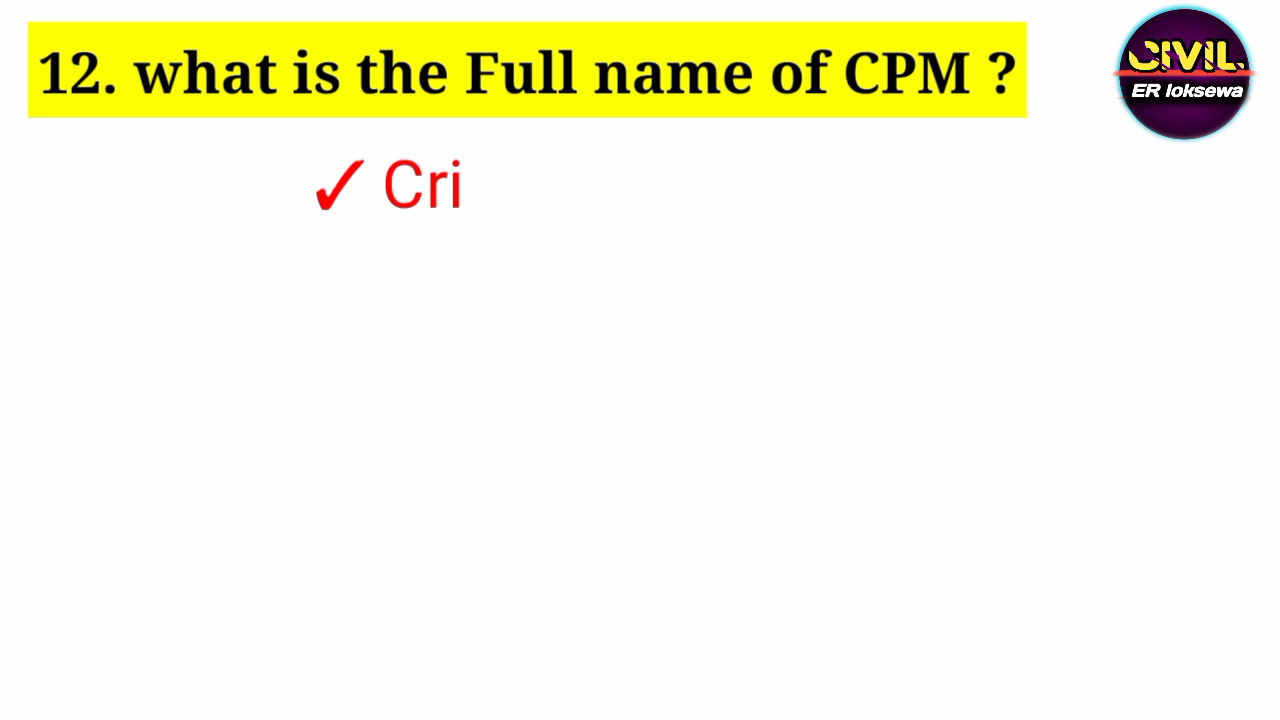 12. what is the Full name of CPM ?
CIVIL
ER loksewa
✓ Cri